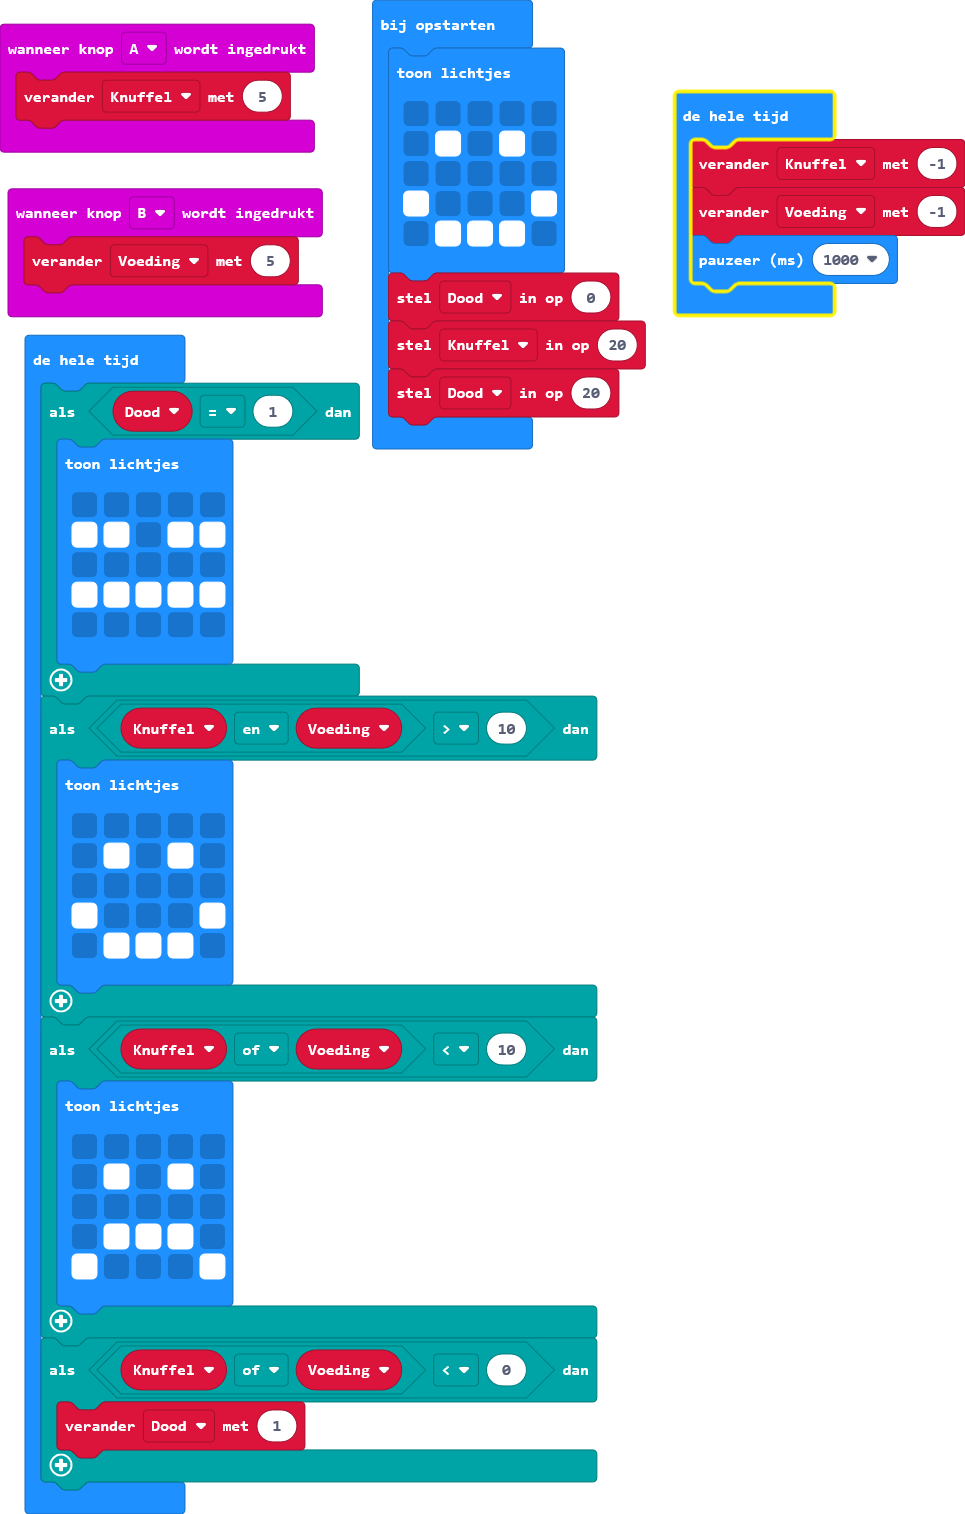 wanneer knop A wordt ingedrukt
verander Knuffel met 5
wanneer knop B wordt ingedrukt
verander Voeding met 5
bij opstarten
toon lichtjes
stel Dood in op 0
stel Knuffel in op 20
stel Dood in op 20
de hele tijd
verander Knuffel met -1
verander Voeding met -1
pauzeer (ms) 1000
de hele tijd
als Dood = 1 dan
toon lichtjes
als Knuffel en Voeding > 10 dan
toon lichtjes
als Knuffel of Voeding < 10 dan
toon lichtjes
als Knuffel of Voeding < 0 dan
verander Dood met 1